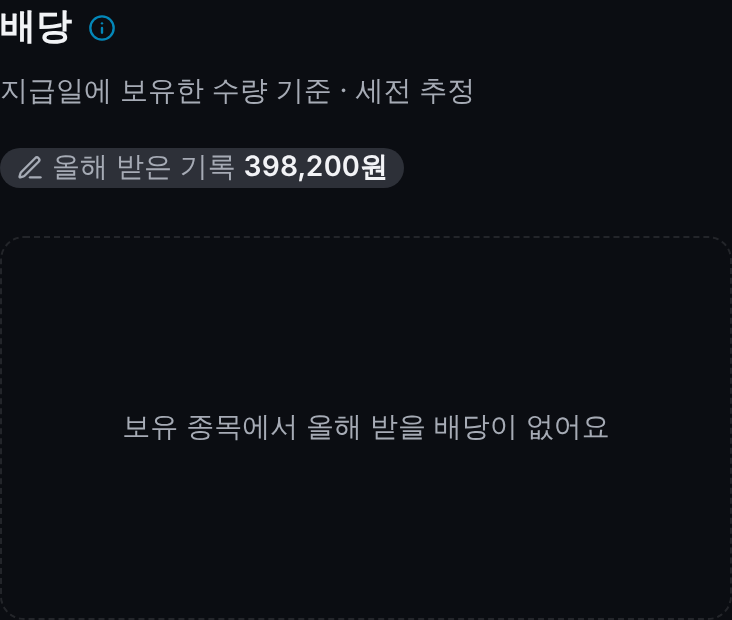 배당
지급일에 보유한 수량 기준 · 세전 추정
올해 받은 기록 398,200원
보유 종목에서 올해 받을 배당이 없어요